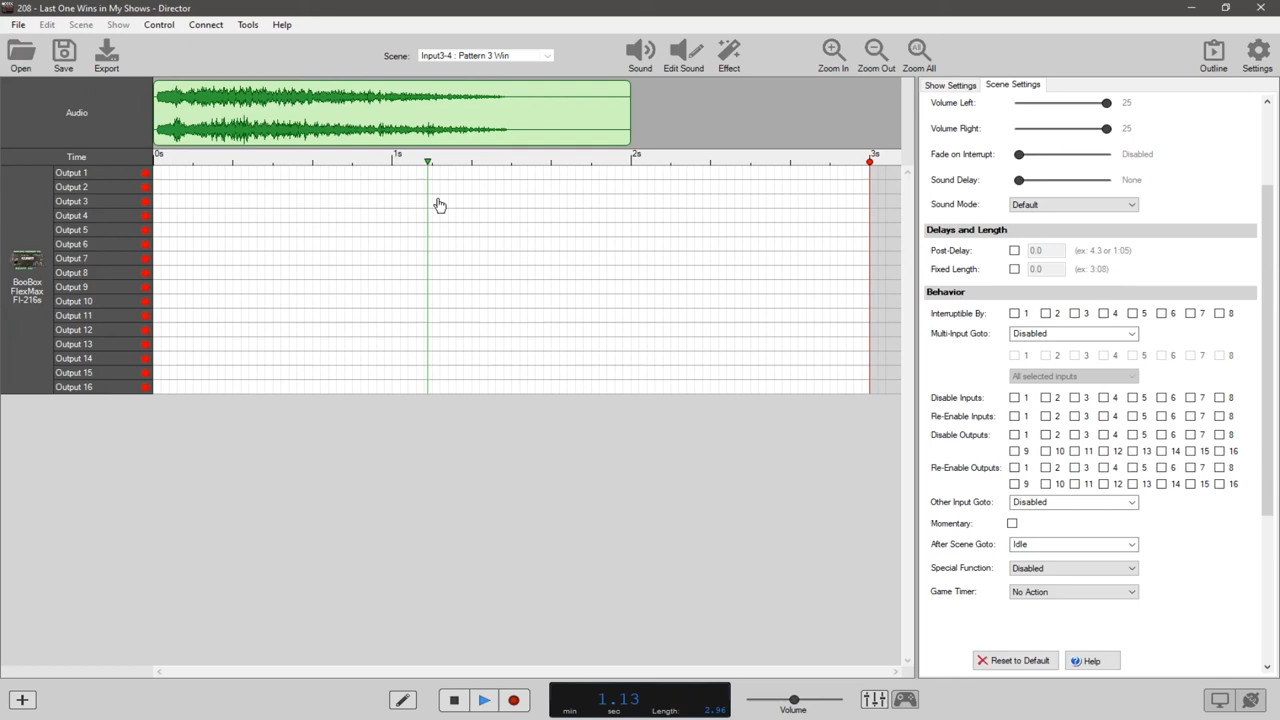 208 - Last One Wins in My Shows - Director
File Edit Scene Show Control Connect Tools Help
Open Save Export Scene: Input3-4 : Pattern 3 Win Sound Edit Sound Effect Zoom In Zoom Out All Zoom All Outline Settings
Audio
Time 0s 1s 2s 3s
Output 1
Output 2
Output 3
Output 4
Output 5
Output 6
Output 7
Output 8
Output 9
Output 10
Output 11
Output 12
Output 13
Output 14
Output 15
Output 16
BooBox
FlexMax
FI-216s
Show Settings Scene Settings
Volume Left: 25
Volume Right: 25
Fade on Interrupt: Disabled
Sound Delay: None
Sound Mode: Default
Delays and Length
Post-Delay: 0.0 (ex: 4.3 or 1:05)
Fixed Length: 0.0 (ex: 3:08)
Behavior
Interruptible By: 1 2 3 4 5 6 7 8
Multi-Input Goto: Disabled
1 2 3 4 5 6 7 8
All selected inputs
Disable Inputs: 1 2 3 4 5 6 7 8
Re-Enable Inputs: 1 2 3 4 5 6 7 8
Disable Outputs: 1 2 3 4 5 6 7 8
9 10 11 12 13 14 15 16
Re-Enable Outputs: 1 2 3 4 5 6 7 8
9 10 11 12 13 14 15 16
Other Input Goto: Disabled
Momentary:
After Scene Goto: Idle
Special Function: Disabled
Game Timer: No Action
Reset to Default Help
1.13
min sec Length: 2.96
Volume